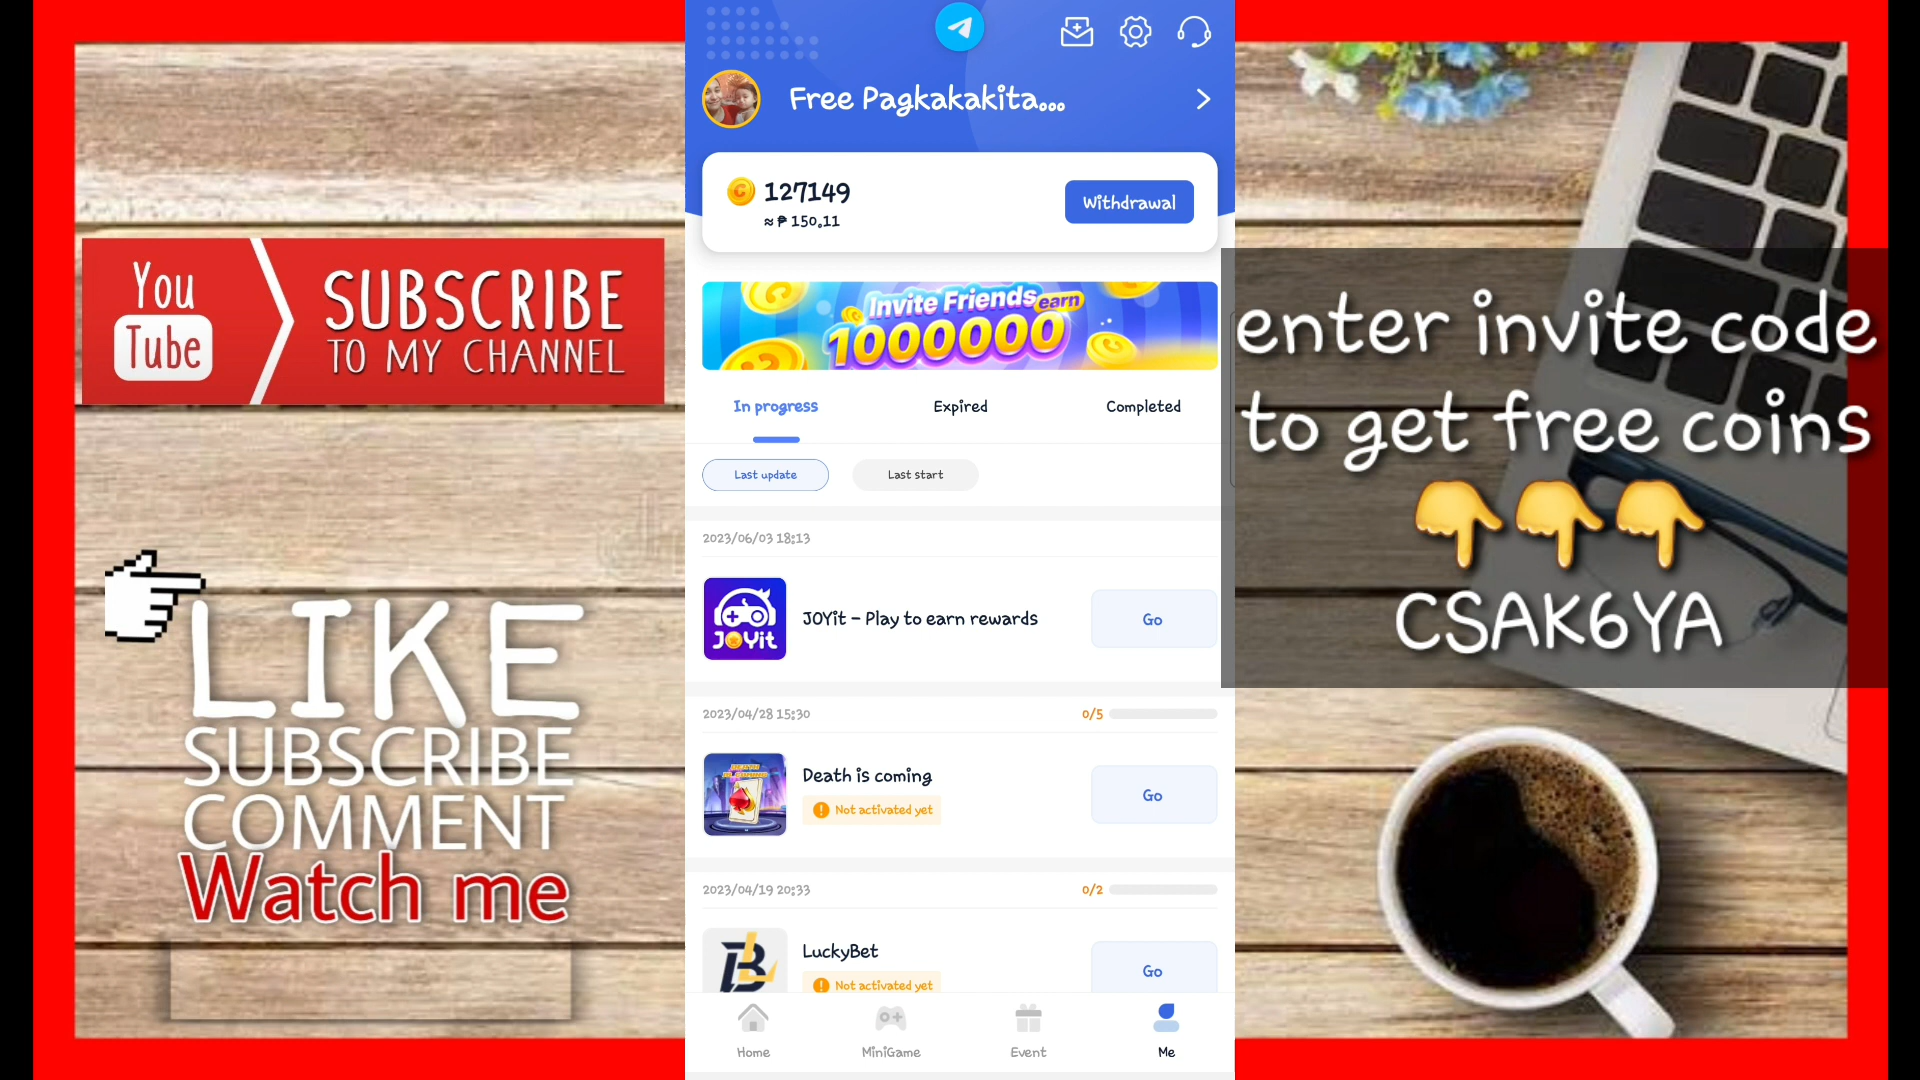 You
Tube
SUBSCRIBE
TO MY CHANNEL
LIKE
SUBSCRIBE
COMMENT
Watch me
Free Pagkakakita...
127149
≈ ₱ 150.11
Withdrawal
Invite Friends earn
1000000
In progress
Expired
Completed
Last update
Last start
2023/06/03 18:13
JOYit
JOYit - Play to earn rewards
Go
2023/04/28 15:30
0/5
Death is coming
Not activated yet
Go
2023/04/19 20:33
0/2
LuckyBet
Not activated yet
Go
Home
MiniGame
Event
Me
enter invite code
to get free coins
👇👇👇
CSAK6YA